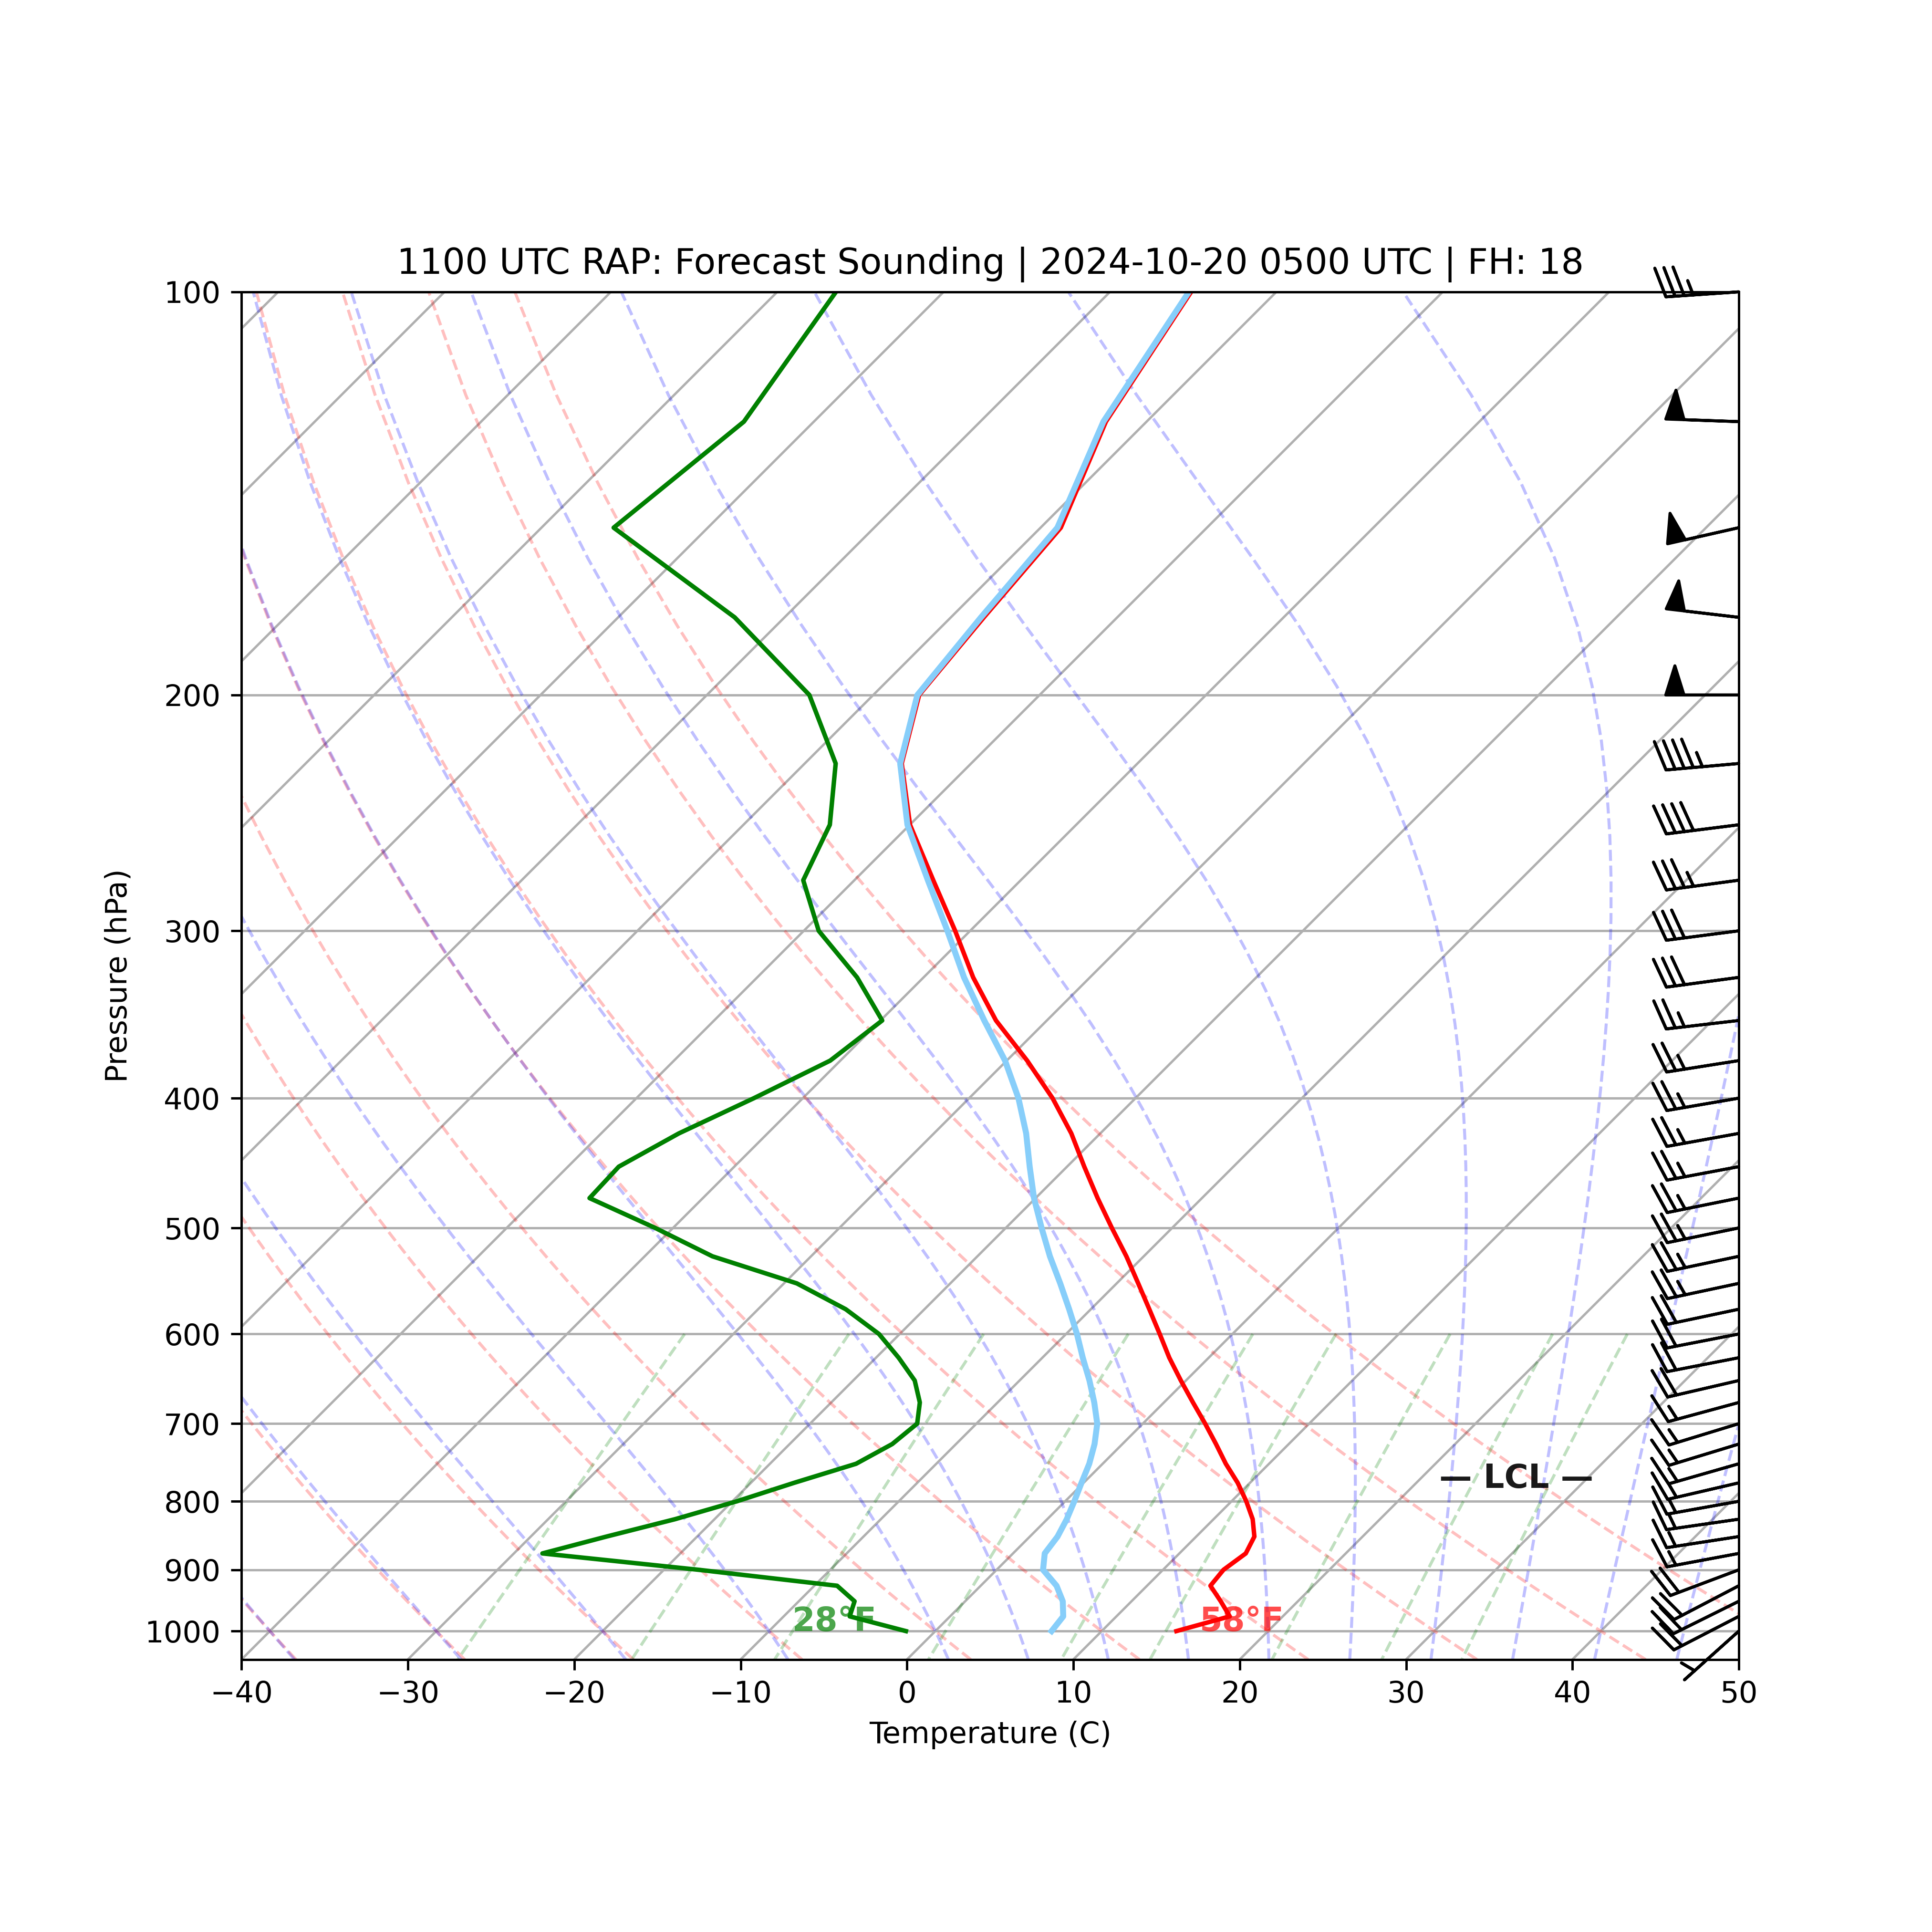 1100 UTC RAP: Forecast Sounding | 2024-10-20 0500 UTC | FH: 18
100
200
300
400
500
600
700
800
900
1000
Pressure (hPa)
— LCL —
28°F
58°F
−40 −30 −20 −10 0 10 20 30 40 50
Temperature (C)